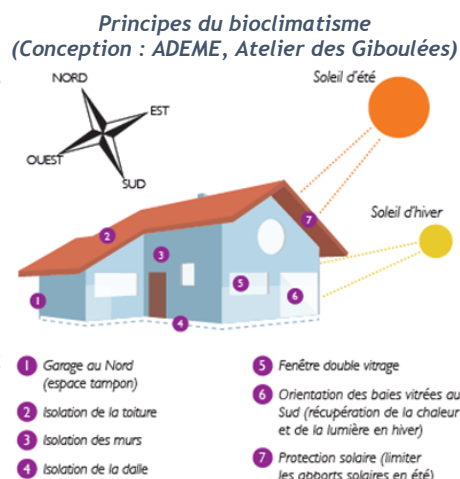 Principes du bioclimatisme
(Conception : ADEME, Atelier des Giboulées)
NORD
EST
OUEST
SUD
Soleil d'été
Soleil d'hiver
1
2
3
4
5
6
7
1 Garage au Nord
(espace tampon)
2 Isolation de la toiture
3 Isolation des murs
4 Isolation de la dalle
5 Fenêtre double vitrage
6 Orientation des baies vitrées au
Sud (récupération de la chaleur
et de la lumière en hiver)
7 Protection solaire (limiter
les apports solaires en été)